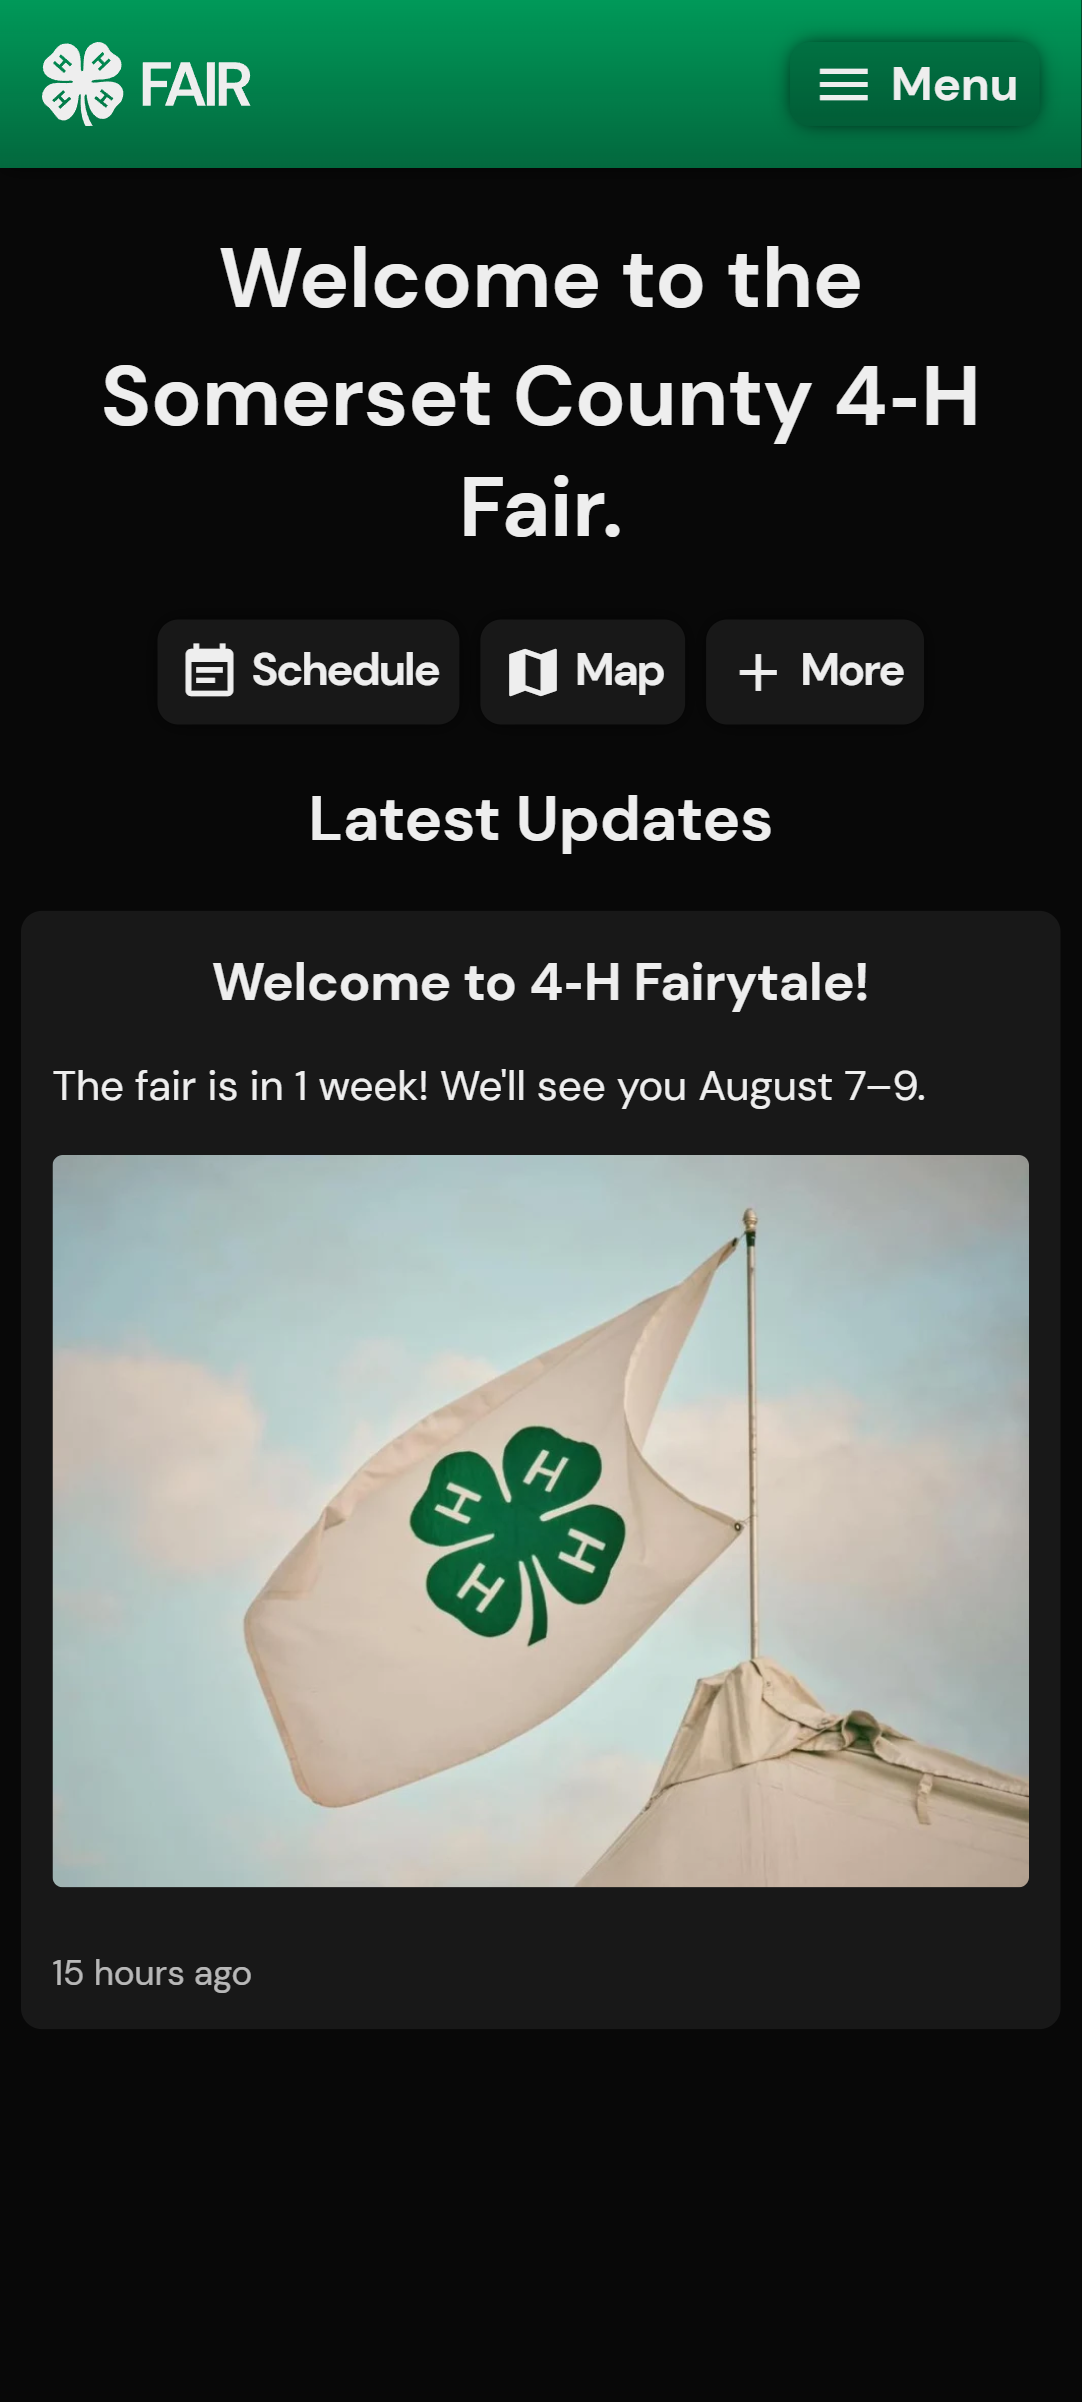 H H H H FAIR
Menu
Welcome to the
Somerset County 4-H
Fair.
Schedule
Map
More
Latest Updates
Welcome to 4-H Fairytale!
The fair is in 1 week! We'll see you August 7–9.
H H
H H
15 hours ago